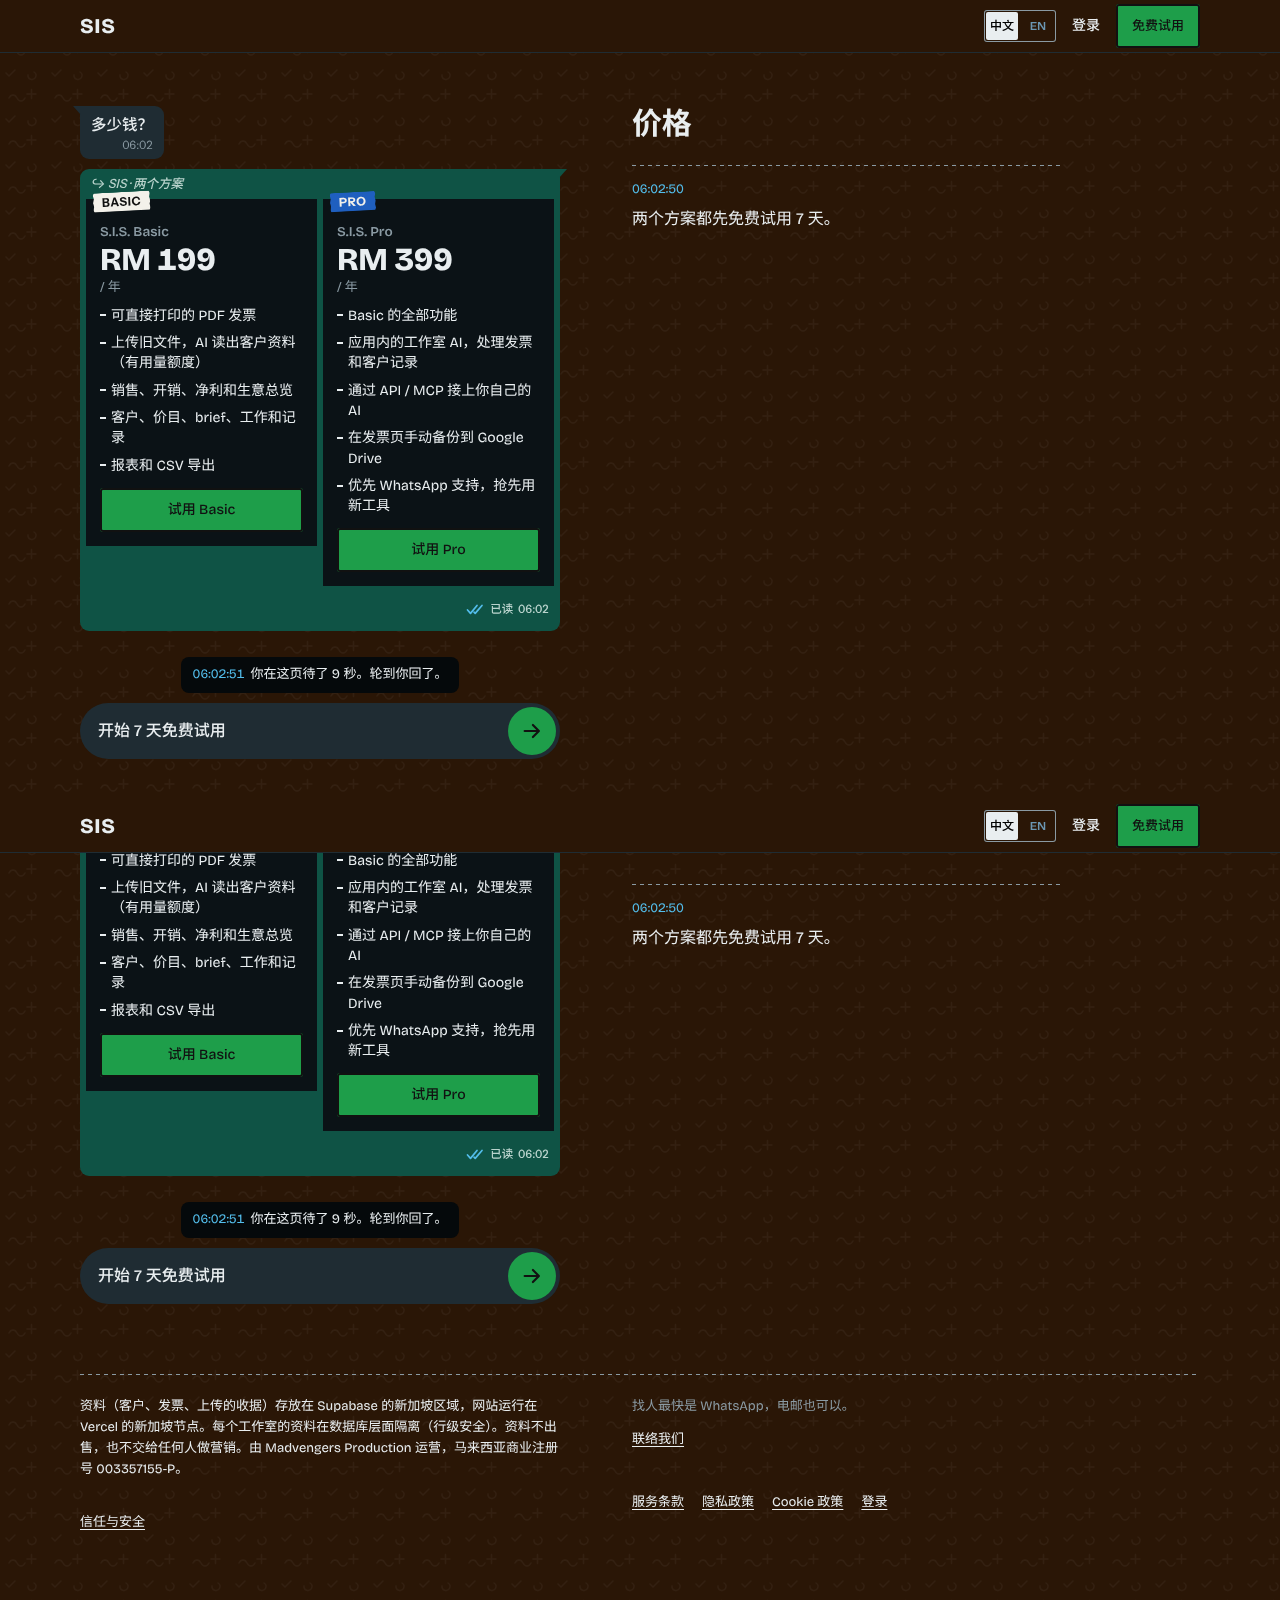 SIS
中文
EN
登录
免费试用
多少钱？
06:02
SIS · 两个方案
BASIC
S.I.S. Basic
RM 199
/ 年
可直接打印的 PDF 发票
上传旧文件，AI 读出客户资料
（有用量额度）
销售、开销、净利和生意总览
客户、价目、brief、工作和记
录
报表和 CSV 导出
试用 Basic
PRO
S.I.S. Pro
RM 399
/ 年
Basic 的全部功能
应用内的工作室 AI，处理发票
和客户记录
通过 API / MCP 接上你自己的
AI
在发票页手动备份到 Google
Drive
优先 WhatsApp 支持，抢先用
新工具
试用 Pro
已读 06:02
06:02:51 你在这页待了 9 秒。轮到你回了。
开始 7 天免费试用
价格
06:02:50
两个方案都先免费试用 7 天。
SIS
中文
EN
登录
免费试用
可直接打印的 PDF 发票
上传旧文件，AI 读出客户资料
（有用量额度）
销售、开销、净利和生意总览
客户、价目、brief、工作和记
录
报表和 CSV 导出
试用 Basic
Basic 的全部功能
应用内的工作室 AI，处理发票
和客户记录
通过 API / MCP 接上你自己的
AI
在发票页手动备份到 Google
Drive
优先 WhatsApp 支持，抢先用
新工具
试用 Pro
已读 06:02
06:02:51 你在这页待了 9 秒。轮到你回了。
开始 7 天免费试用
06:02:50
两个方案都先免费试用 7 天。
资料（客户、发票、上传的收据）存放在 Supabase 的新加坡区域，网站运行在
Vercel 的新加坡节点。每个工作室的资料在数据库层面隔离（行级安全）。资料不出
售，也不交给任何人做营销。由 Madvengers Production 运营，马来西亚商业注册
号 003357155-P。
信任与安全
找人最快是 WhatsApp，电邮也可以。
联络我们
服务条款
隐私政策
Cookie 政策
登录